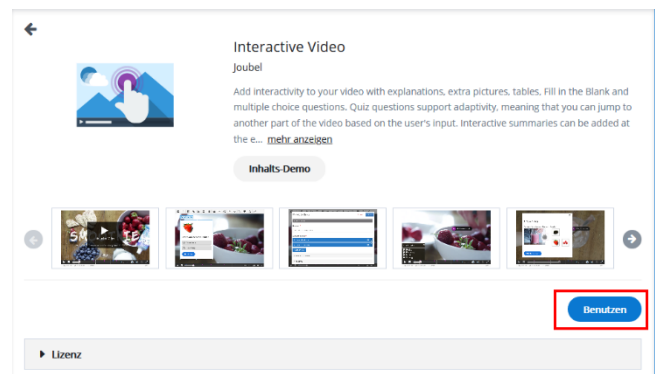 Interactive Video
Joubel
Add interactivity to your video with explanations, extra pictures, tables, Fill in the Blank and
multiple choice questions. Quiz questions support adaptivity, meaning that you can jump to
another part of the video based on the user's input. Interactive summaries can be added at
the e... mehr anzeigen
Inhalts-Demo
Benutzen
Lizenz